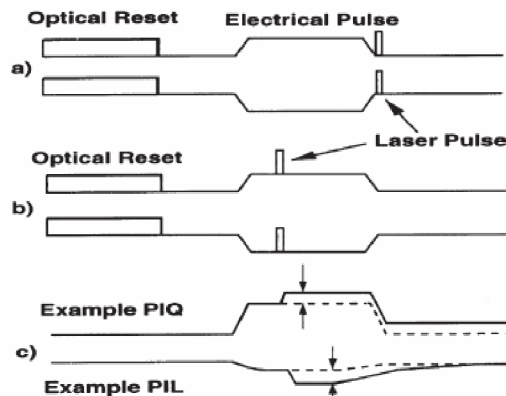 Optical Reset Electrical Pulse
a)
Laser Pulse
Optical Reset
b)
Example PIQ
c)
Example PIL